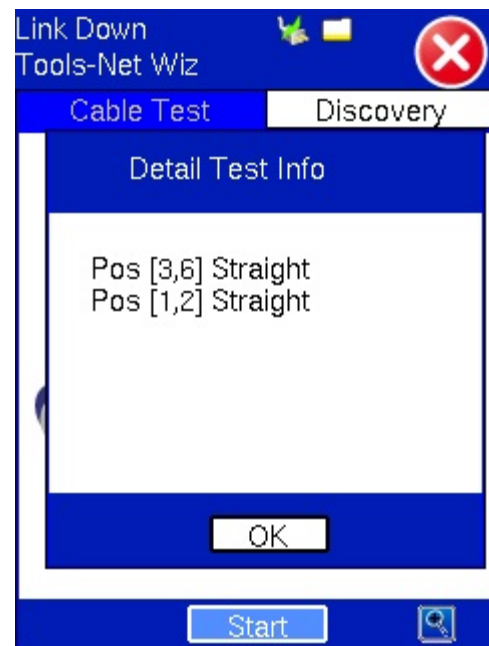 Link Down
Tools-Net Wiz
Cable Test
Discovery
Detail Test Info
Pos [3,6] Straight
Pos [1,2] Straight
OK
Start